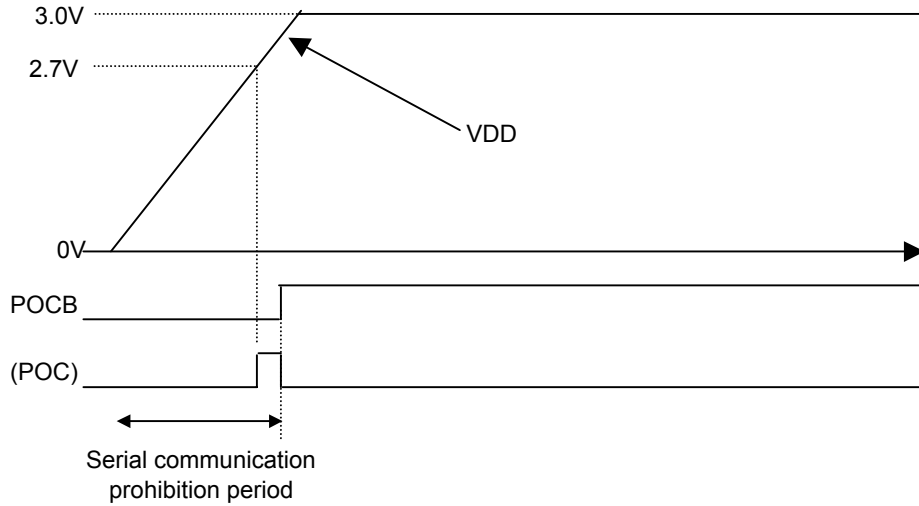 3.0V
2.7V
VDD
0V
POCB
(POC)
Serial communication
prohibition period